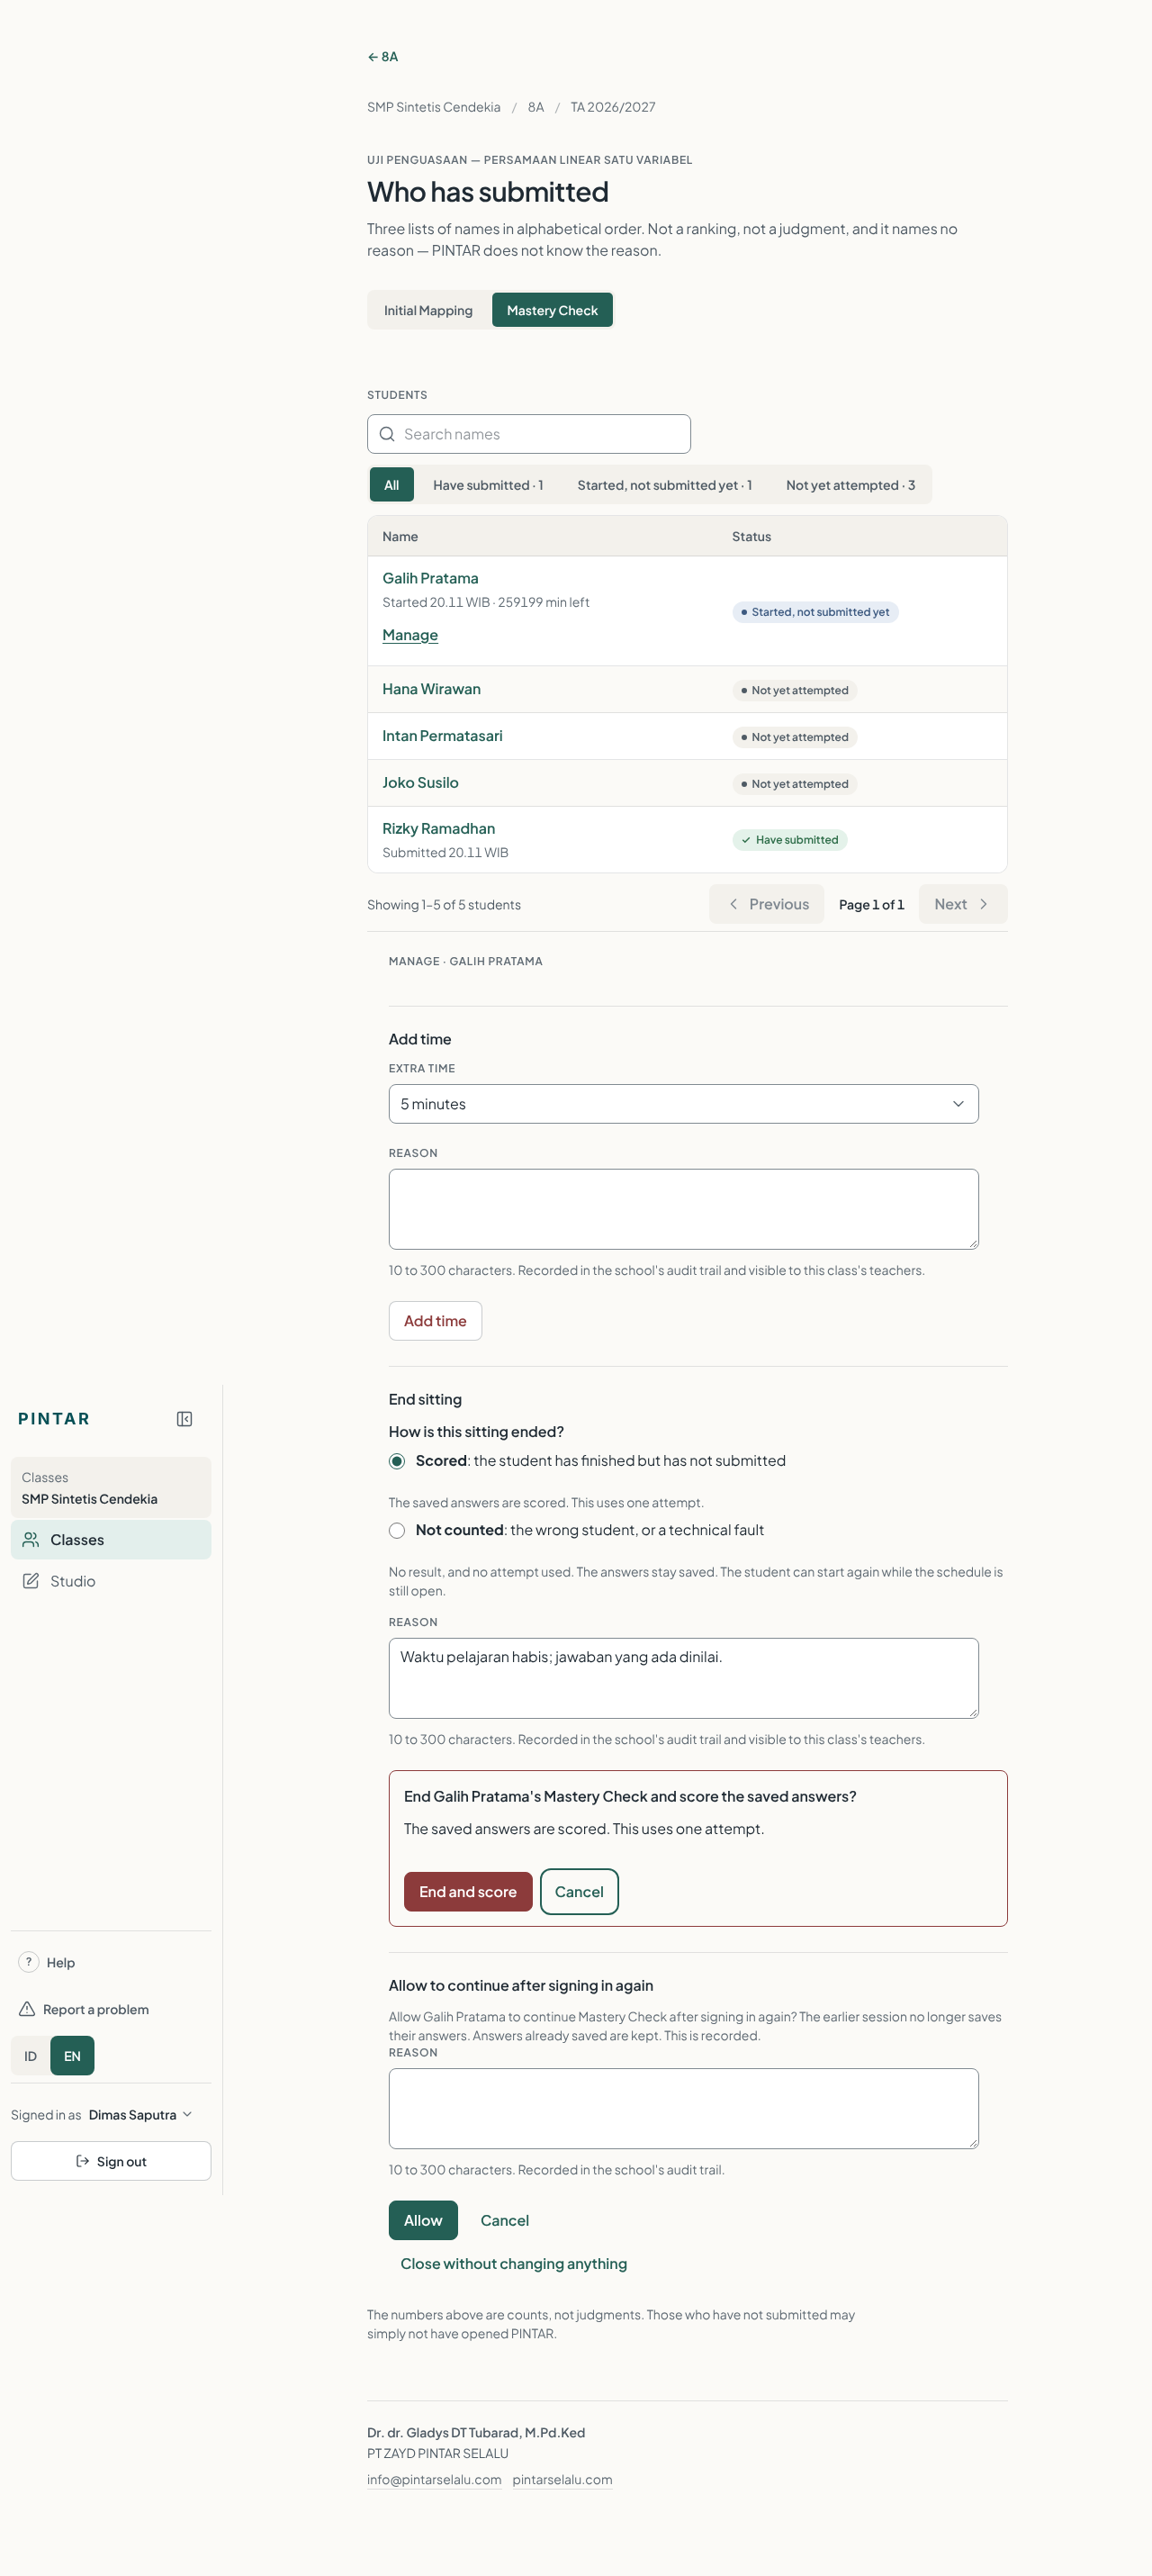 ← 8A
SMP Sintetis Cendekia / 8A / TA 2026/2027
UJI PENGUASAAN — PERSAMAAN LINEAR SATU VARIABEL
Who has submitted
Three lists of names in alphabetical order. Not a ranking, not a judgment, and it names no
reason — PINTAR does not know the reason.
Initial Mapping
Mastery Check
STUDENTS
Search names
All
Have submitted · 1
Started, not submitted yet · 1
Not yet attempted · 3
Name
Status
Galih Pratama
Started 20.11 WIB · 259199 min left
Manage
Started, not submitted yet
Hana Wirawan
Not yet attempted
Intan Permatasari
Not yet attempted
Joko Susilo
Not yet attempted
Rizky Ramadhan
Submitted 20.11 WIB
Have submitted
Showing 1–5 of 5 students
Previous
Page 1 of 1
Next
MANAGE · GALIH PRATAMA
Add time
EXTRA TIME
5 minutes
REASON
10 to 300 characters. Recorded in the school's audit trail and visible to this class's teachers.
Add time
End sitting
How is this sitting ended?
Scored: the student has finished but has not submitted
The saved answers are scored. This uses one attempt.
Not counted: the wrong student, or a technical fault
No result, and no attempt used. The answers stay saved. The student can start again while the schedule is
still open.
REASON
Waktu pelajaran habis; jawaban yang ada dinilai.
10 to 300 characters. Recorded in the school's audit trail and visible to this class's teachers.
End Galih Pratama's Mastery Check and score the saved answers?
The saved answers are scored. This uses one attempt.
End and score
Cancel
Allow to continue after signing in again
Allow Galih Pratama to continue Mastery Check after signing in again? The earlier session no longer saves
their answers. Answers already saved are kept. This is recorded.
REASON
10 to 300 characters. Recorded in the school's audit trail.
Allow
Cancel
Close without changing anything
The numbers above are counts, not judgments. Those who have not submitted may
simply not have opened PINTAR.
Dr. dr. Gladys DT Tubarad, M.Pd.Ked
PT ZAYD PINTAR SELALU
info@pintarselalu.com
pintarselalu.com
PINTAR
Classes
SMP Sintetis Cendekia
Classes
Studio
? Help
Report a problem
ID
EN
Signed in as Dimas Saputra
Sign out